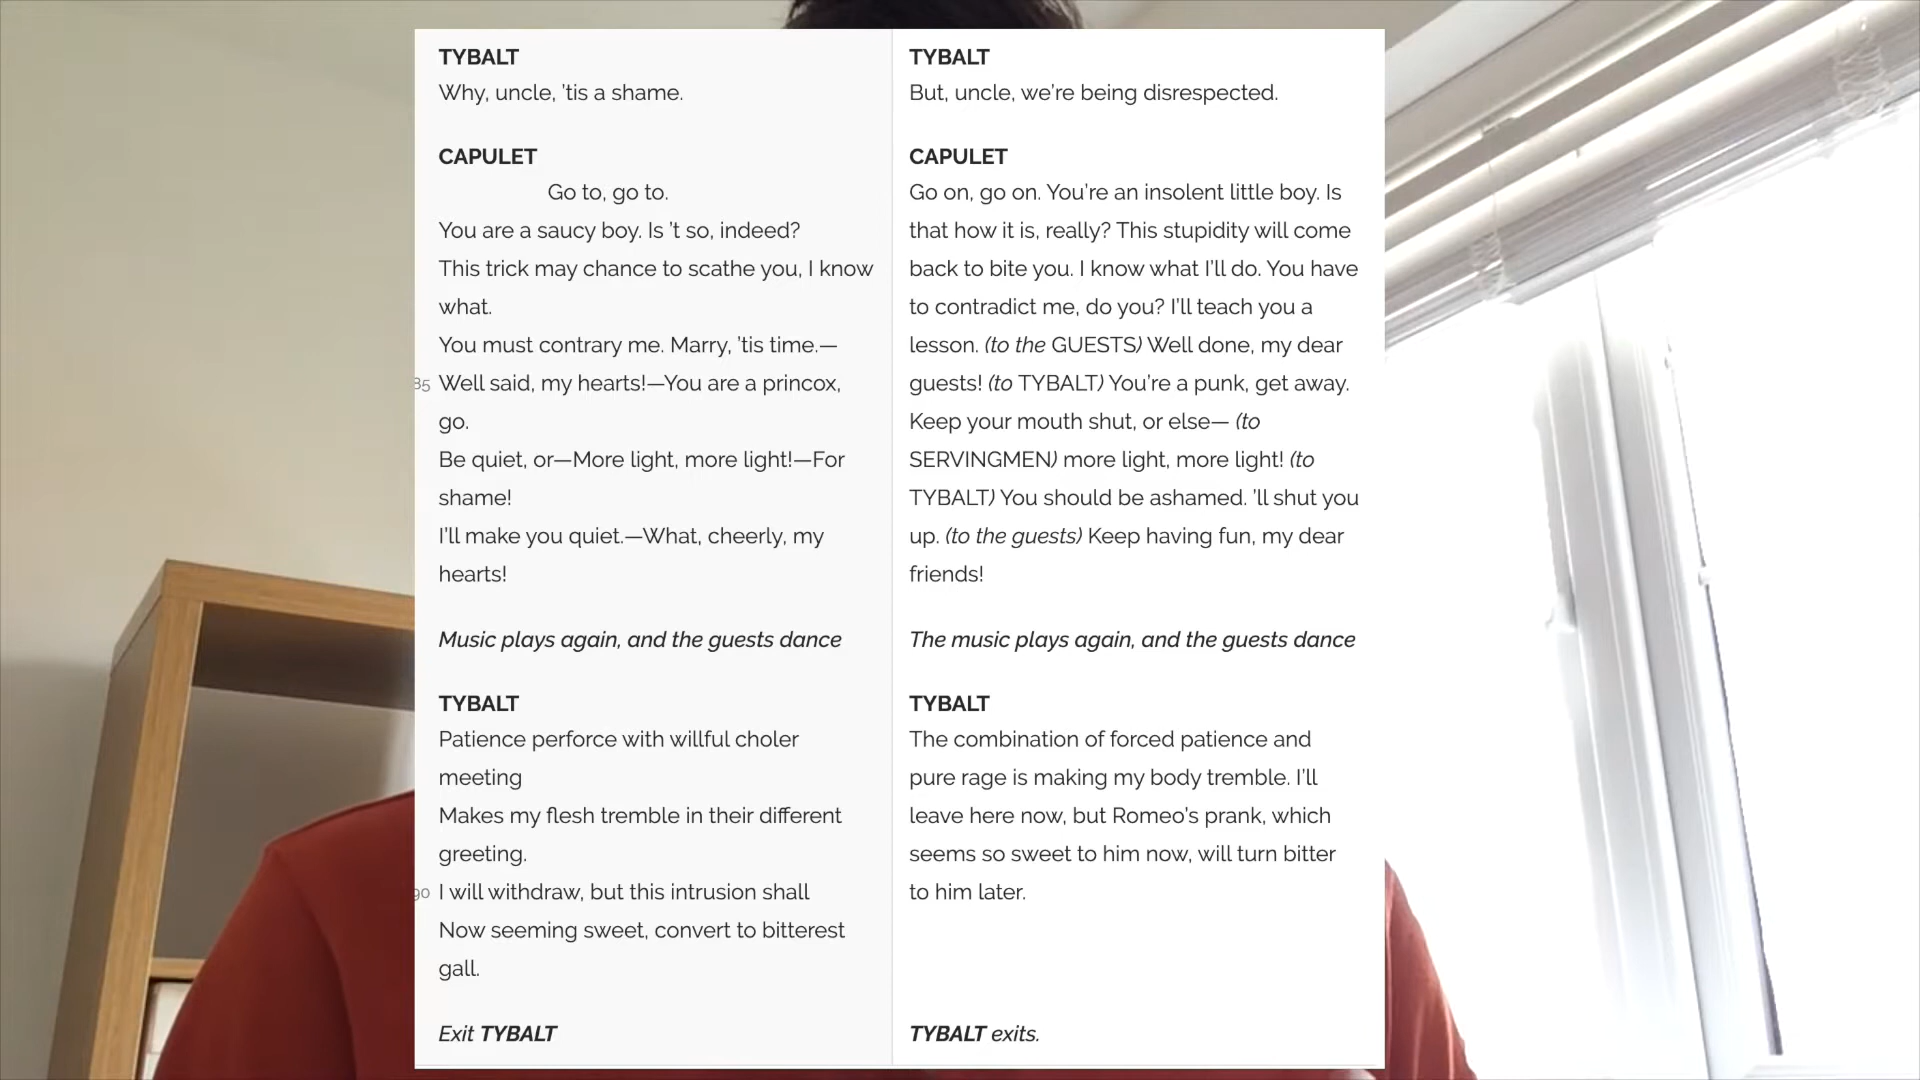 TYBALT
Why, uncle, ’tis a shame.
CAPULET
Go to, go to.
You are a saucy boy. Is ’t so, indeed?
This trick may chance to scathe you, I know
what.
You must contrary me. Marry, ’tis time.—
85 Well said, my hearts!—You are a princox,
go.
Be quiet, or—More light, more light!—For
shame!
I’ll make you quiet.—What, cheerly, my
hearts!
Music plays again, and the guests dance
TYBALT
Patience perforce with willful choler
meeting
Makes my flesh tremble in their different
greeting.
90 I will withdraw, but this intrusion shall
Now seeming sweet, convert to bitterest
gall.
Exit TYBALT
TYBALT
But, uncle, we’re being disrespected.
CAPULET
Go on, go on. You’re an insolent little boy. Is
that how it is, really? This stupidity will come
back to bite you. I know what I’ll do. You have
to contradict me, do you? I’ll teach you a
lesson. (to the GUESTS) Well done, my dear
guests! (to TYBALT) You’re a punk, get away.
Keep your mouth shut, or else— (to
SERVINGMEN) more light, more light! (to
TYBALT) You should be ashamed. ’ll shut you
up. (to the guests) Keep having fun, my dear
friends!
The music plays again, and the guests dance
TYBALT
The combination of forced patience and
pure rage is making my body tremble. I’ll
leave here now, but Romeo’s prank, which
seems so sweet to him now, will turn bitter
to him later.
TYBALT exits.